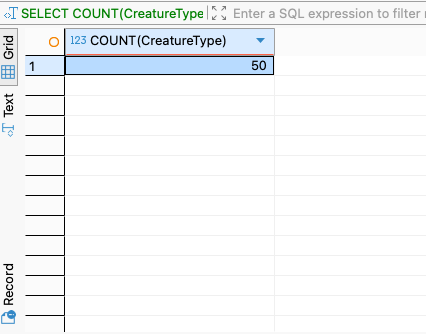 SELECT COUNT(CreatureType Enter a SQL expression to filter
Grid
123 COUNT(CreatureType)
1 50
Text
Record